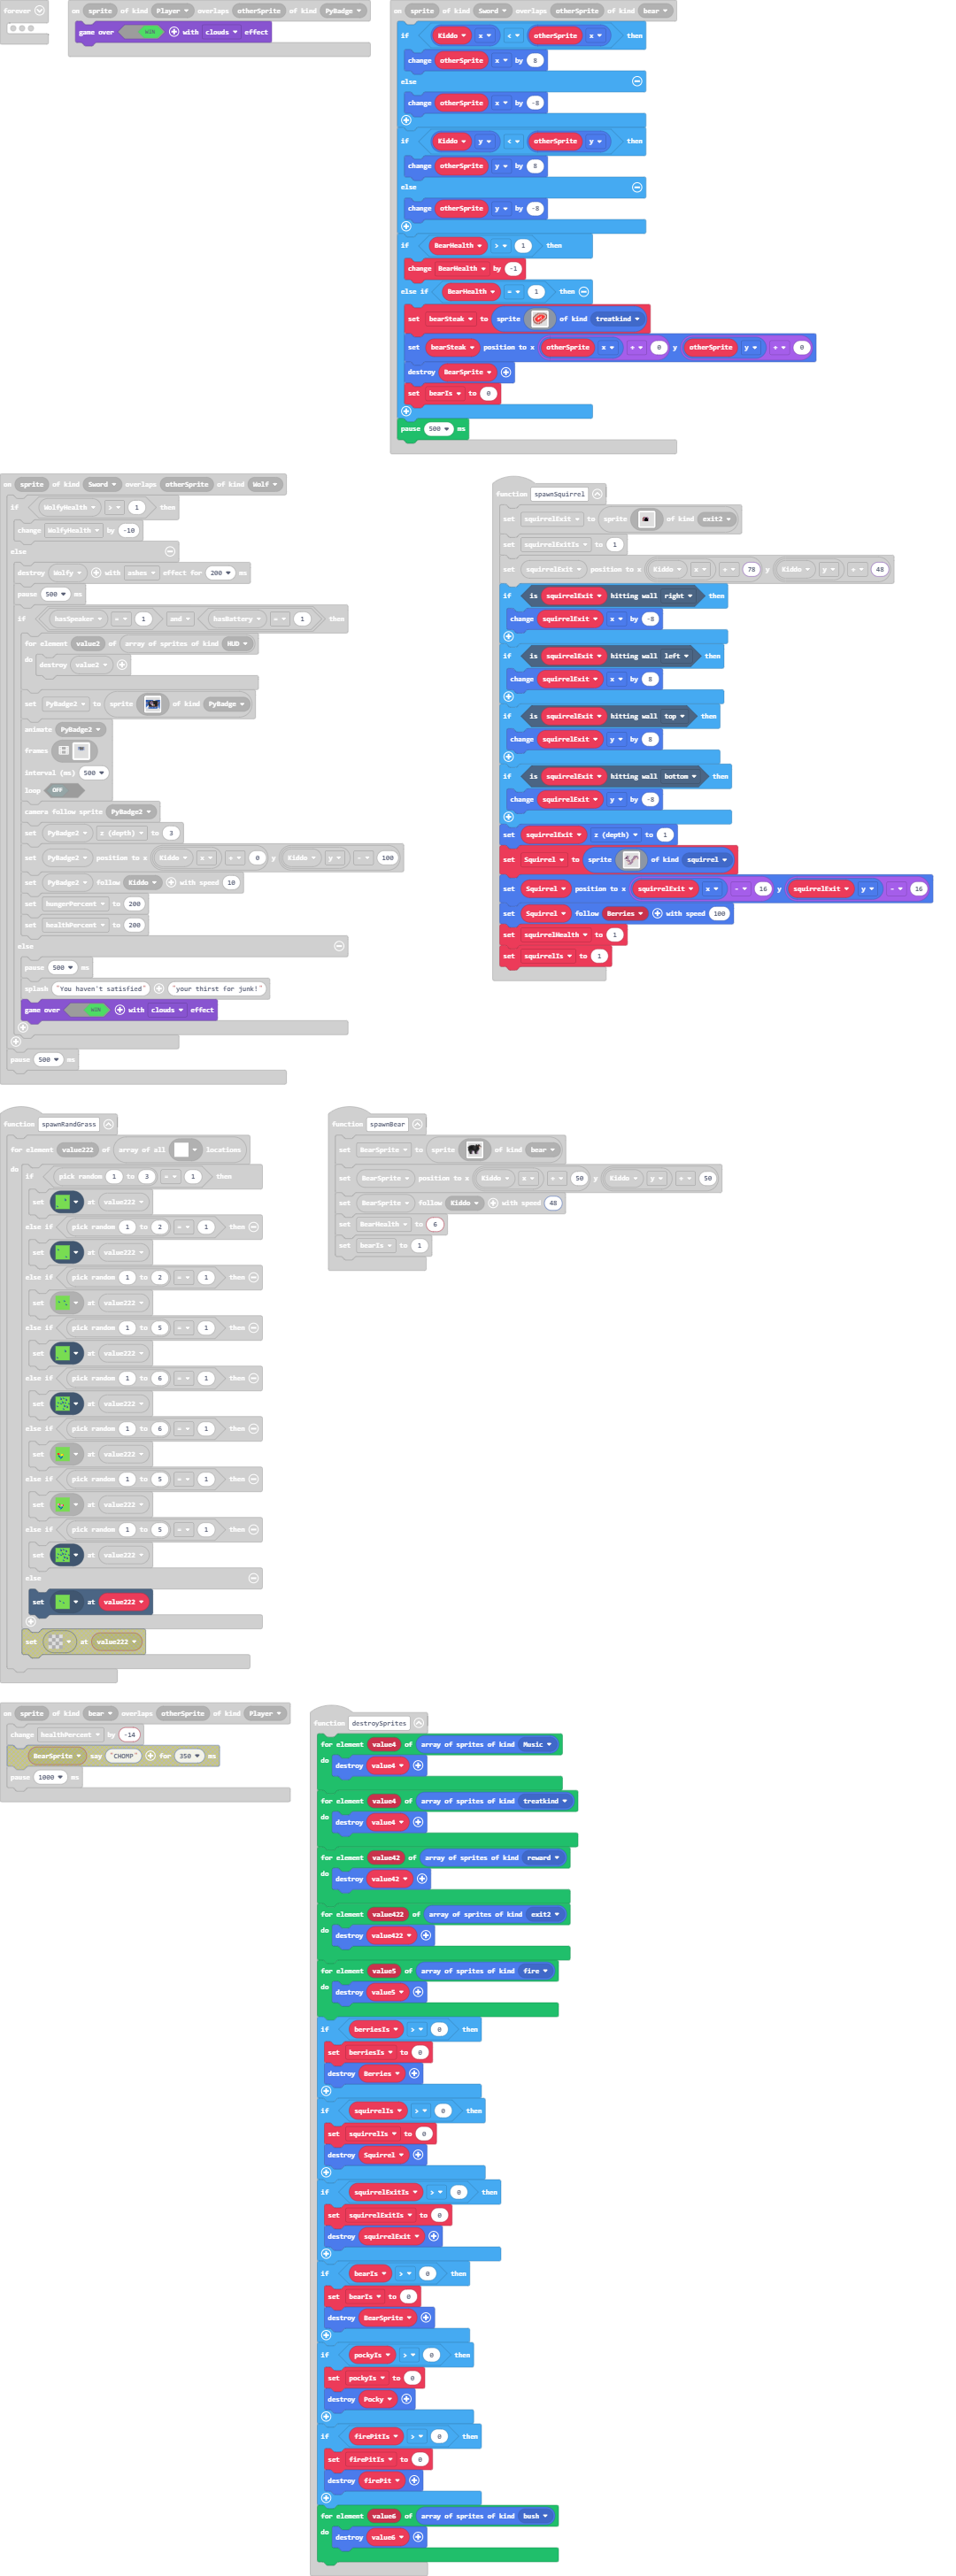 forever
on sprite of kind Player overlaps otherSprite of kind PyBadge
game over WIN with clouds effect
on sprite of kind Sword overlaps otherSprite of kind bear
if Kiddo x < otherSprite x then
change otherSprite x by 8
else
change otherSprite x by -8
if Kiddo y < otherSprite y then
change otherSprite y by 8
else
change otherSprite y by -8
if BearHealth > 1 then
change BearHealth by -1
else if BearHealth = 1 then
set bearSteak to sprite of kind treatkind
set bearSteak position to x otherSprite x + 0 y otherSprite y + 0
destroy BearSprite
set bearIs to 0
pause 500 ms
on sprite of kind Sword overlaps otherSprite of kind Wolf
if WolfyHealth > 1 then
change WolfyHealth by -10
else
destroy Wolfy with ashes effect for 200 ms
pause 500 ms
if hasSpeaker = 1 and hasBattery = 1 then
for element value2 of array of sprites of kind HUD
do destroy value2
set PyBadge2 to sprite of kind PyBadge
animate PyBadge2
frames
interval (ms) 500
loop OFF
camera follow sprite PyBadge2
set PyBadge2 z (depth) to 3
set PyBadge2 position to x Kiddo x + 0 y Kiddo y - 100
set PyBadge2 follow Kiddo with speed 10
set hungerPercent to 200
set healthPercent to 200
else
pause 500 ms
splash "You haven't satisfied" "your thirst for junk!"
game over WIN with clouds effect
pause 500 ms
function spawnSquirrel
set squirrelExit to sprite of kind exit2
set squirrelExitIs to 1
set squirrelExit position to x Kiddo x + 78 y Kiddo y + 48
if is squirrelExit hitting wall right then
change squirrelExit x by -8
if is squirrelExit hitting wall left then
change squirrelExit x by 8
if is squirrelExit hitting wall top then
change squirrelExit y by 8
if is squirrelExit hitting wall bottom then
change squirrelExit y by -8
set squirrelExit z (depth) to 1
set Squirrel to sprite of kind squirrel
set Squirrel position to x squirrelExit x - 16 y squirrelExit y - 16
set Squirrel follow Berries with speed 100
set squirrelHealth to 1
set squirrelIs to 1
function spawnRandGrass
for element value222 of array of all locations
do
if pick random 1 to 3 = 1 then
set at value222
else if pick random 1 to 2 = 1 then
set at value222
else if pick random 1 to 2 = 1 then
set at value222
else if pick random 1 to 5 = 1 then
set at value222
else if pick random 1 to 6 = 1 then
set at value222
else if pick random 1 to 6 = 1 then
set at value222
else if pick random 1 to 5 = 1 then
set at value222
else if pick random 1 to 5 = 1 then
set at value222
else
set at value222
set at value222
function spawnBear
set BearSprite to sprite of kind bear
set BearSprite position to x Kiddo x + 50 y Kiddo y + 50
set BearSprite follow Kiddo with speed 48
set BearHealth to 6
set bearIs to 1
on sprite of kind bear overlaps otherSprite of kind Player
change healthPercent by -14
BearSprite say "CHOMP" for 350 ms
pause 1000 ms
function destroySprites
for element value4 of array of sprites of kind Music
do destroy value4
for element value4 of array of sprites of kind treatkind
do destroy value4
for element value42 of array of sprites of kind reward
do destroy value42
for element value422 of array of sprites of kind exit2
do destroy value422
for element value5 of array of sprites of kind fire
do destroy value5
if berriesIs > 0 then
set berriesIs to 0
destroy Berries
if squirrelIs > 0 then
set squirrelIs to 0
destroy Squirrel
if squirrelExitIs > 0 then
set squirrelExitIs to 0
destroy squirrelExit
if bearIs > 0 then
set bearIs to 0
destroy BearSprite
if pockyIs > 0 then
set pockyIs to 0
destroy Pocky
if firePitIs > 0 then
set firePitIs to 0
destroy firePit
for element value6 of array of sprites of kind bush
do destroy value6